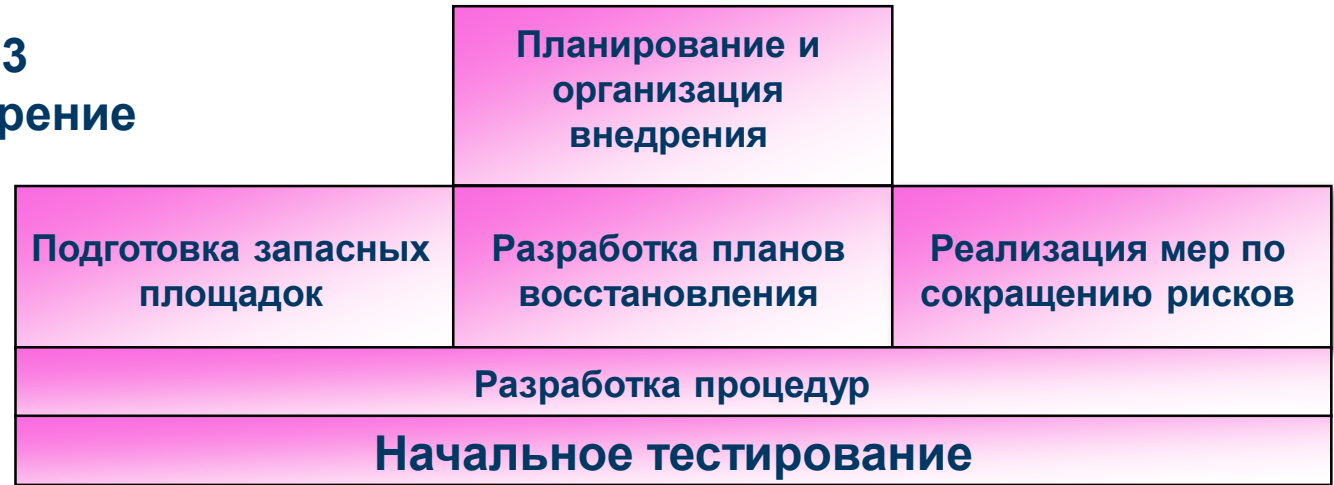 3
рение
Планирование и
организация
внедрения
Подготовка запасных
площадок
Разработка планов
восстановления
Реализация мер по
сокращению рисков
Разработка процедур
Начальное тестирование